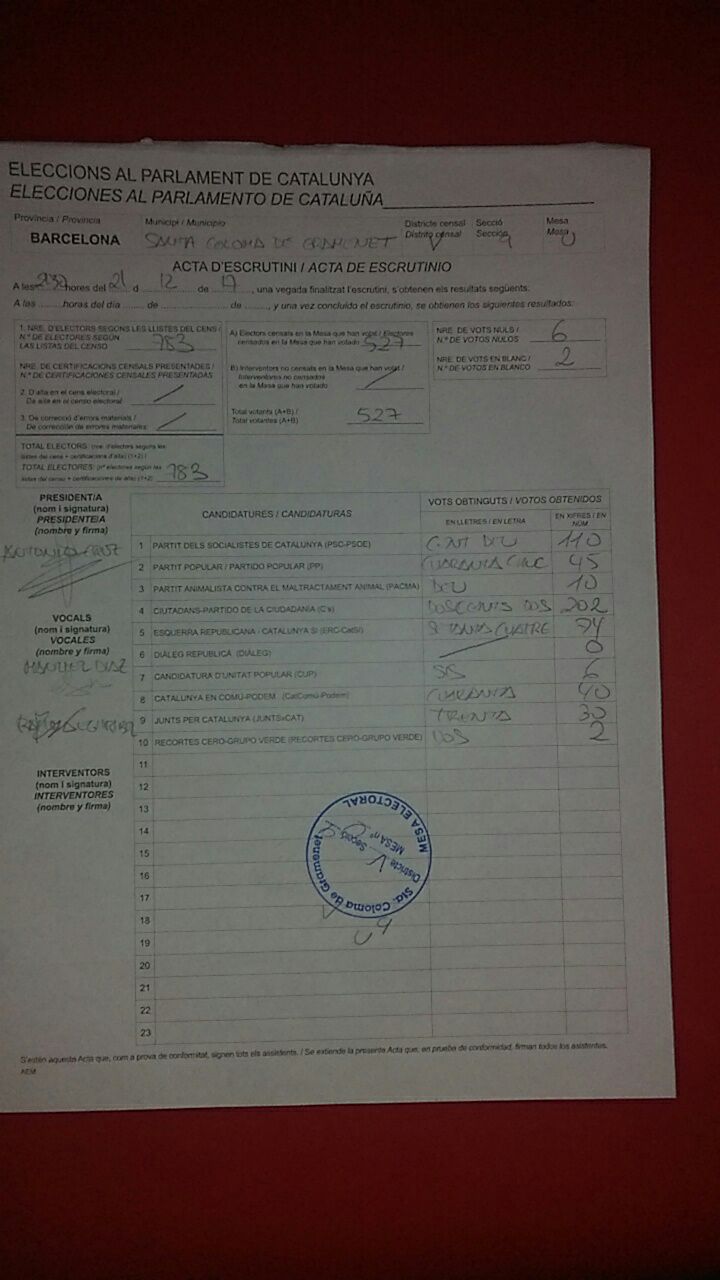 ELECCIONS AL PARLAMENT DE CATALUNYA
ELECCIONES AL PARLAMENTO DE CATALUÑA
Província / Provincia Municipi / Municipio Districte censal Secció Mesa
Distrito censal Sección Mesa
BARCELONA SANTA COLOMA DE GRAMENET V 9 U
ACTA D'ESCRUTINI / ACTA DE ESCRUTINIO
A les hores del 21 d 12 de 17, una vegada finalitzat l'escrutini, s'obtenen els resultats següents:
A las ........horas del día ........ de ........ de ........, y una vez concluido el escrutinio, se obtienen los siguientes resultados:
1. NRE. D'ELECTORS SEGONS LES LLISTES DEL CENS /
N.º DE ELECTORES SEGÚN
LAS LISTAS DEL CENSO 783
NRE. DE CERTIFICACIONS CENSALS PRESENTADES /
N.º DE CERTIFICACIONES CENSALES PRESENTADAS
2. D'alta en el cens electoral /
De alta en el censo electoral:
3. De correcció d'errors materials /
De corrección de errores materiales:
TOTAL ELECTORS: (nre. d'electors segons les
llistes del cens + certificacions d'alta) (1+2) /
TOTAL ELECTORES: (nº electores según las
listas del censo + certificaciones de alta) (1+2) 783
A) Electors censats en la Mesa que han votat / Electores
censados en la Mesa que han votado 527
B) Interventors no censats en la Mesa que han votat /
Interventores no censados
en la Mesa que han votado
Total votants (A+B) /
Total votantes (A+B) 527
NRE. DE VOTS NULS /
N.º DE VOTOS NULOS 6
NRE. DE VOTS EN BLANC /
N.º DE VOTOS EN BLANCO 2
PRESIDENT/A
(nom i signatura)
PRESIDENTE/A
(nombre y firma)
ANTONIO CRUZ
VOCALS
(nom i signatura)
VOCALES
(nombre y firma)
DIAZ
INTERVENTORS
(nom i signatura)
INTERVENTORES
(nombre y firma)
CANDIDATURES / CANDIDATURAS VOTS OBTINGUTS / VOTOS OBTENIDOS
EN LLETRES / EN LETRA EN XIFRES / EN NÚM
1 PARTIT DELS SOCIALISTES DE CATALUNYA (PSC-PSOE) CENT DEU 110
2 PARTIT POPULAR / PARTIDO POPULAR (PP) CUARANTA CINC 45
3 PARTIT ANIMALISTA CONTRA EL MALTRACTAMENT ANIMAL (PACMA) DEU 10
4 CIUTADANS-PARTIDO DE LA CIUDADANÍA (C's) DOSCENTS DOS 202
5 ESQUERRA REPUBLICANA - CATALUNYA SÍ (ERC-CatSí) SETANTA CUATRE 74
6 DIÀLEG REPUBLICÀ (DIÀLEG) 0
7 CANDIDATURA D'UNITAT POPULAR (CUP) SIS 6
8 CATALUNYA EN COMÚ-PODEM (CatComú-Podem) CUARANTA 40
9 JUNTS PER CATALUNYA (JUNTSxCAT) TRENTA 30
10 RECORTES CERO-GRUPO VERDE (RECORTES CERO-GRUPO VERDE) DOS 2
11
12
13
14
15
16
17
18
19
20
21
22
23
MESA ELECTORAL
MESA nº
Secció 9
Districte V
Sta. Coloma de Gramenet
V
9 U
S'estén aquesta Acta que, com a prova de conformitat, signen tots els assistents. / Se extiende la presente Acta que, en prueba de conformidad, firman todos los asistentes.
AEM